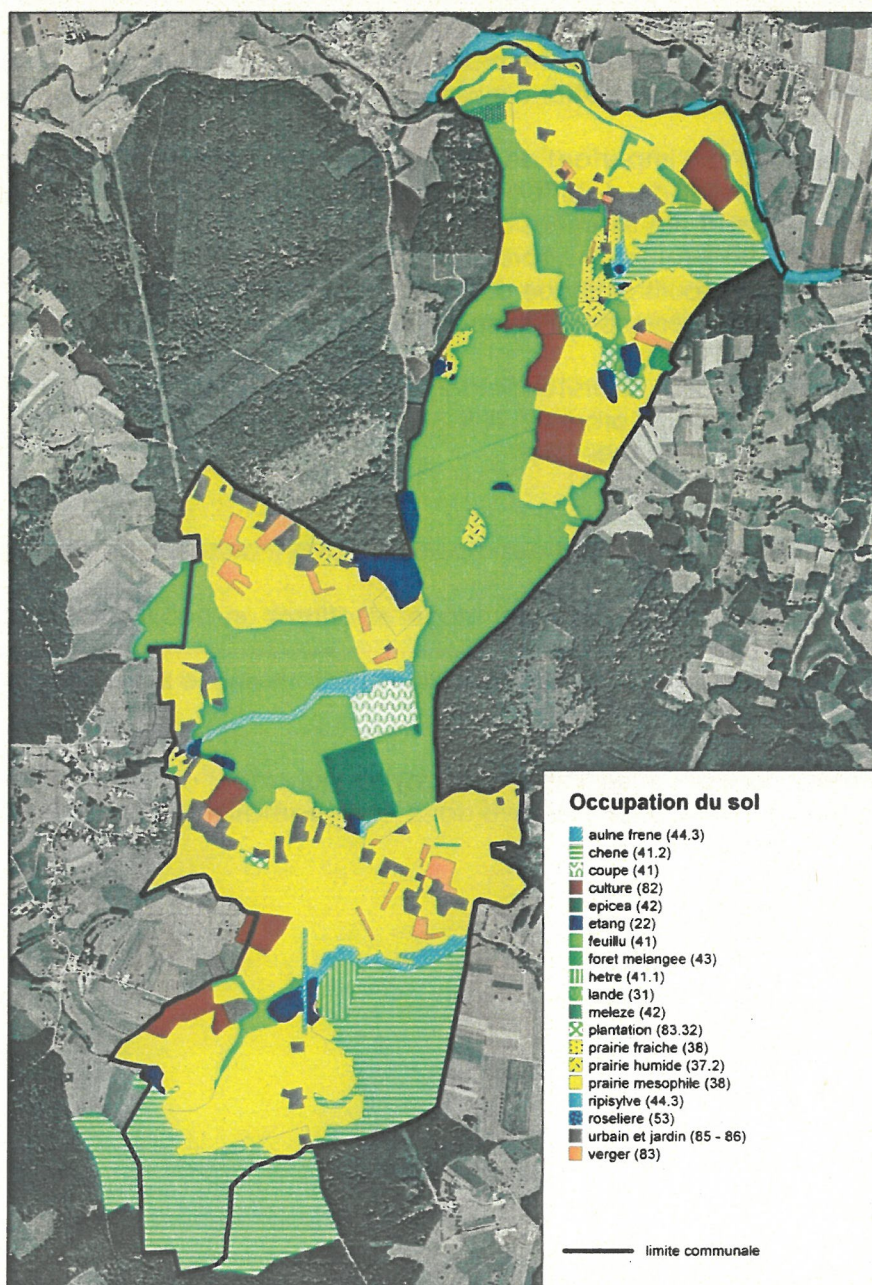 Occupation du sol
aulne frene (44.3)
chene (41.2)
coupe (41)
culture (82)
epicea (42)
etang (22)
feuillu (41)
foret melangee (43)
hetre (41.1)
lande (31)
meleze (42)
plantation (83.32)
prairie fraiche (38)
prairie humide (37.2)
prairie mesophile (38)
ripisylve (44.3)
roseliere (53)
urbain et jardin (85 - 86)
verger (83)
limite communale